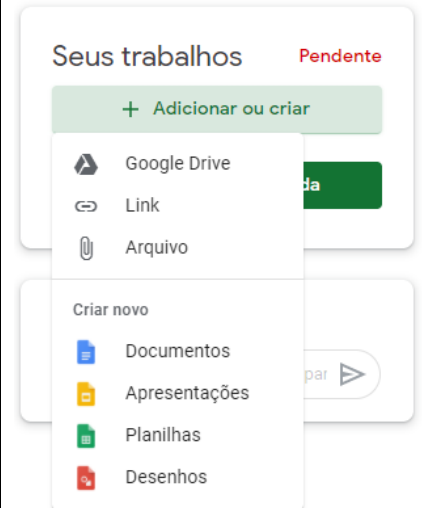 Seus trabalhos Pendente
+ Adicionar ou criar
Google Drive
Link
Arquivo
Criar novo
Documentos
Apresentações
Planilhas
Desenhos